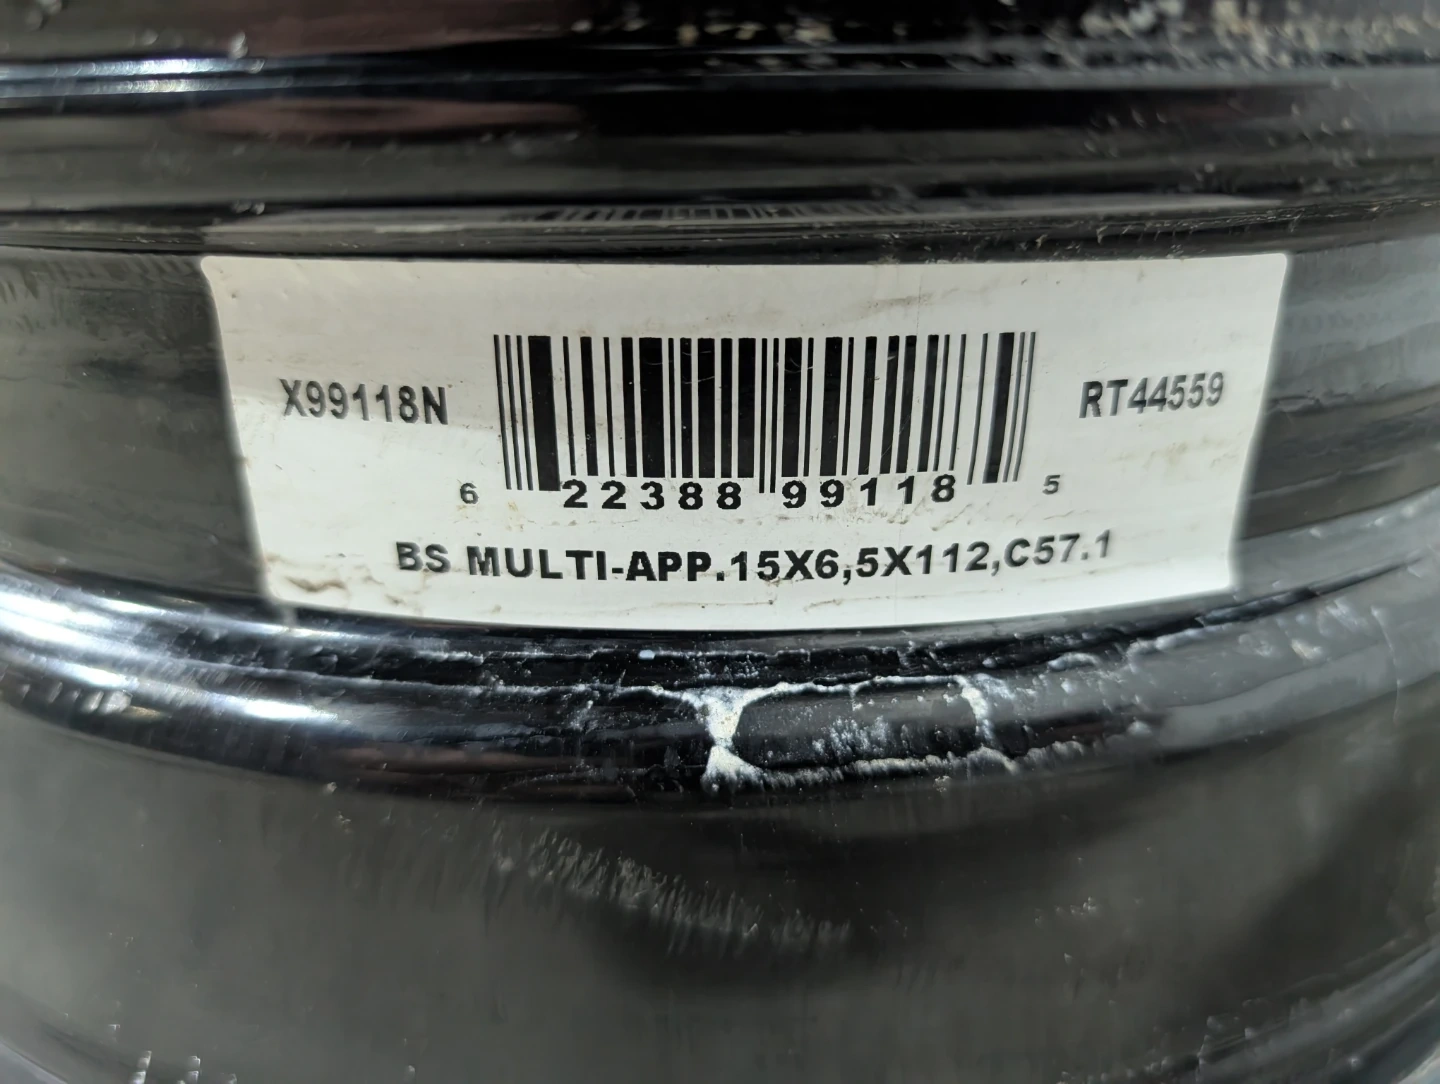 X99118N
RT44559
6 22388 99118 5
BS MULTI-APP.15X6,5X112,C57.1